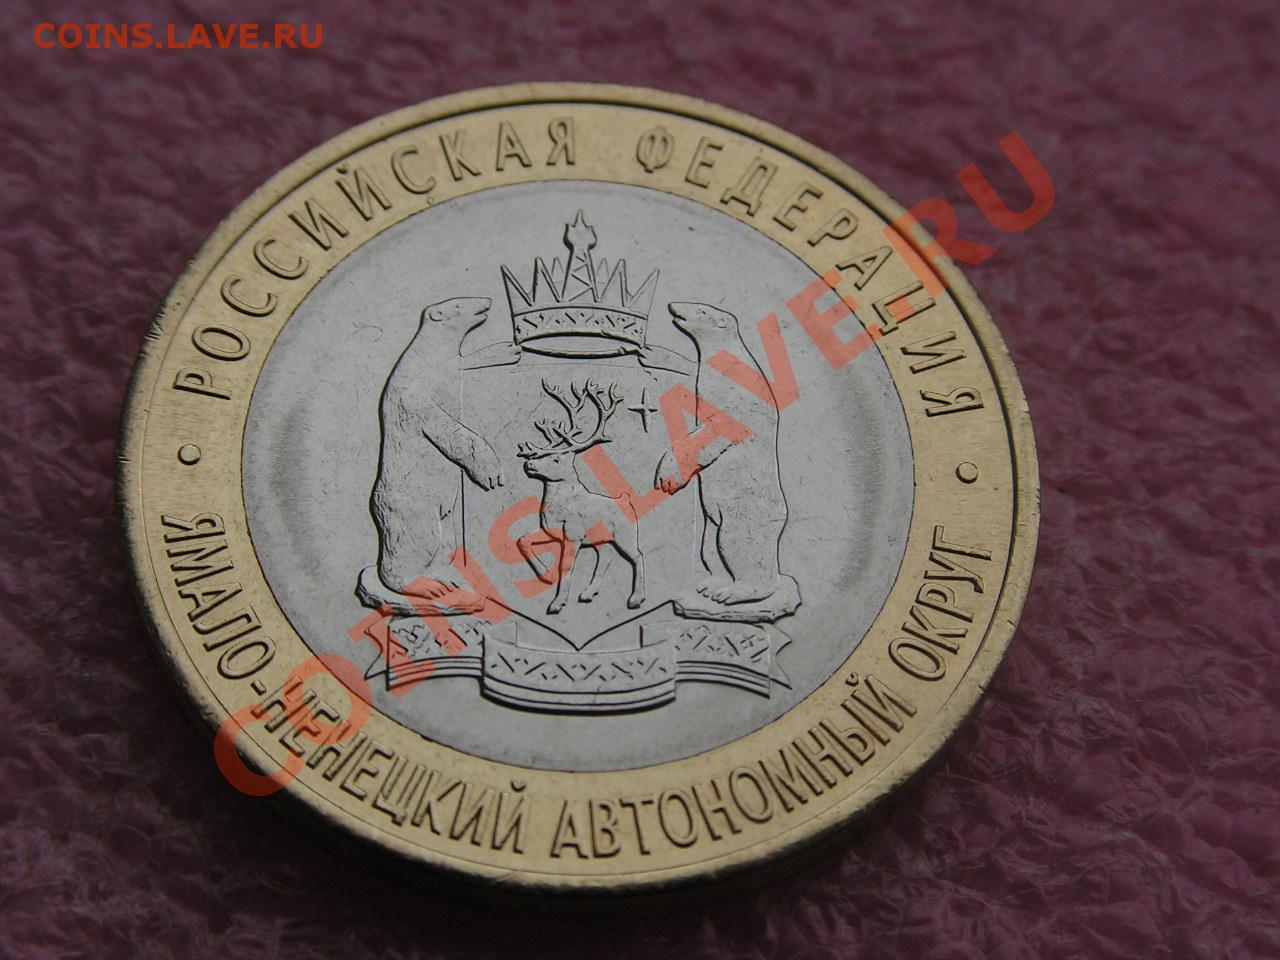 COINS.LAVE.RU
РОССИЙСКАЯ ФЕДЕРАЦИЯ
ЯМАЛО-НЕНЕЦКИЙ АВТОНОМНЫЙ ОКРУГ
COINS.LAVE.RU